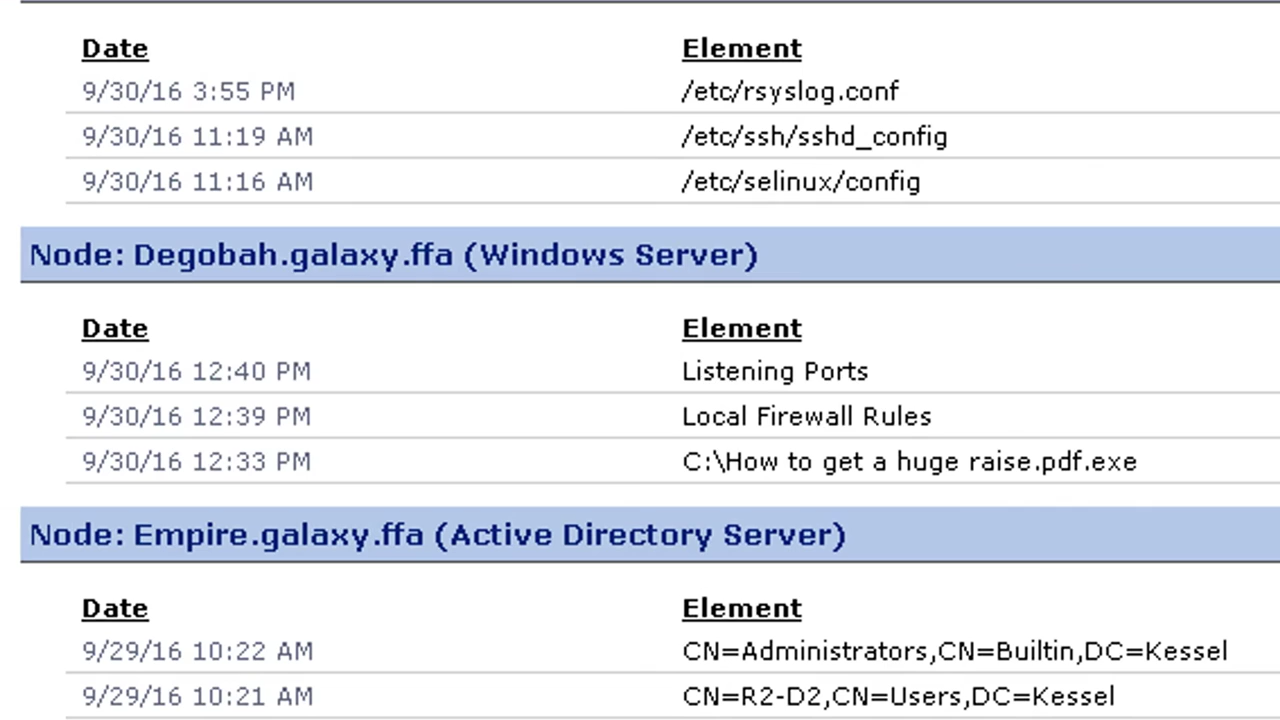 Date Element
9/30/16 3:55 PM /etc/rsyslog.conf
9/30/16 11:19 AM /etc/ssh/sshd_config
9/30/16 11:16 AM /etc/selinux/config
Node: Degobah.galaxy.ffa (Windows Server)
Date Element
9/30/16 12:40 PM Listening Ports
9/30/16 12:39 PM Local Firewall Rules
9/30/16 12:33 PM C:\How to get a huge raise.pdf.exe
Node: Empire.galaxy.ffa (Active Directory Server)
Date Element
9/29/16 10:22 AM CN=Administrators,CN=Builtin,DC=Kessel
9/29/16 10:21 AM CN=R2-D2,CN=Users,DC=Kessel